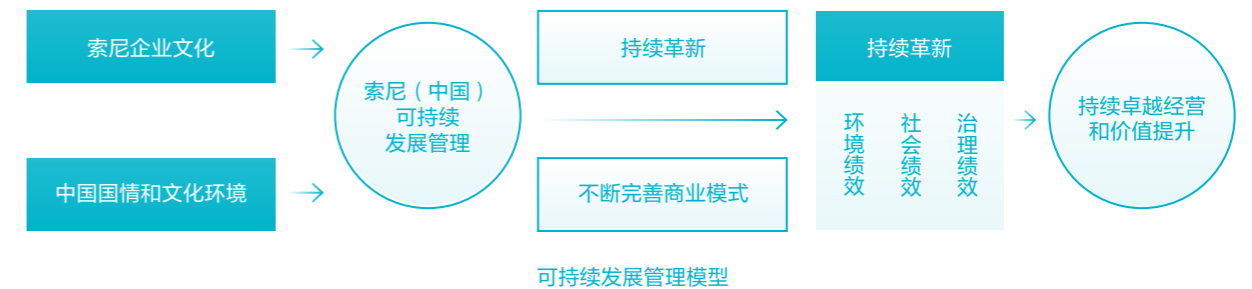 索尼企业文化
中国国情和文化环境
索尼（中国）
可持续
发展管理
持续革新
不断完善商业模式
持续革新
环境绩效
社会绩效
治理绩效
持续卓越经营
和价值提升
可持续发展管理模型